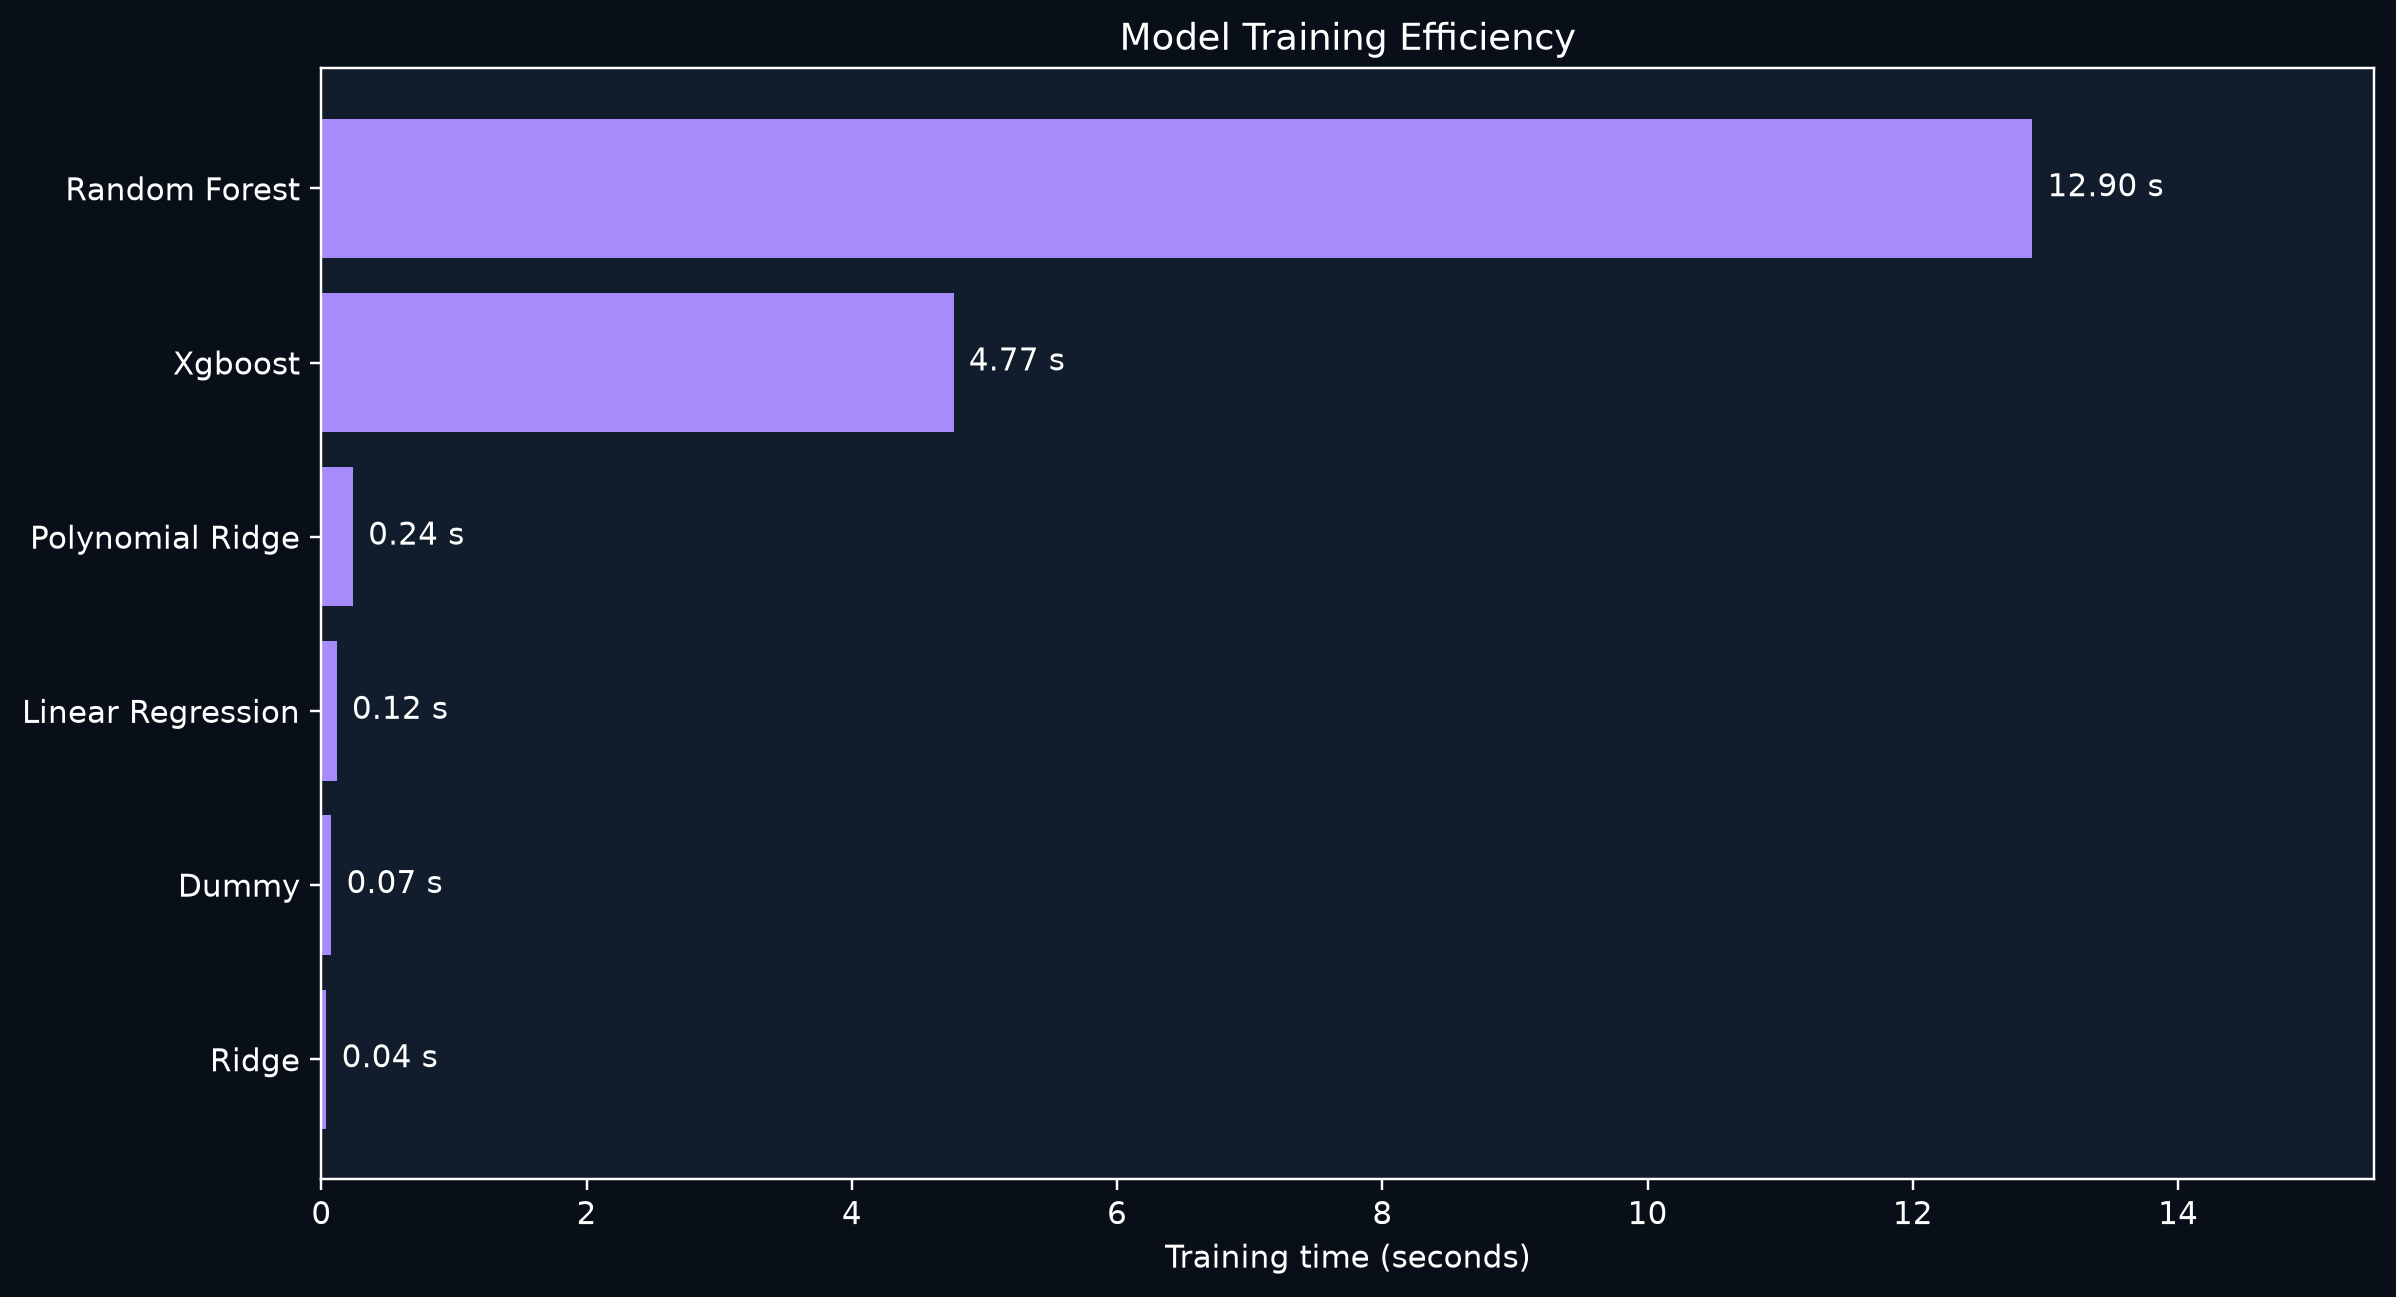 Model Training Efficiency
Random Forest
12.90 s
Xgboost
4.77 s
Polynomial Ridge
0.24 s
Linear Regression
0.12 s
Dummy
0.07 s
Ridge
0.04 s
0 2 4 6 8 10 12 14
Training time (seconds)